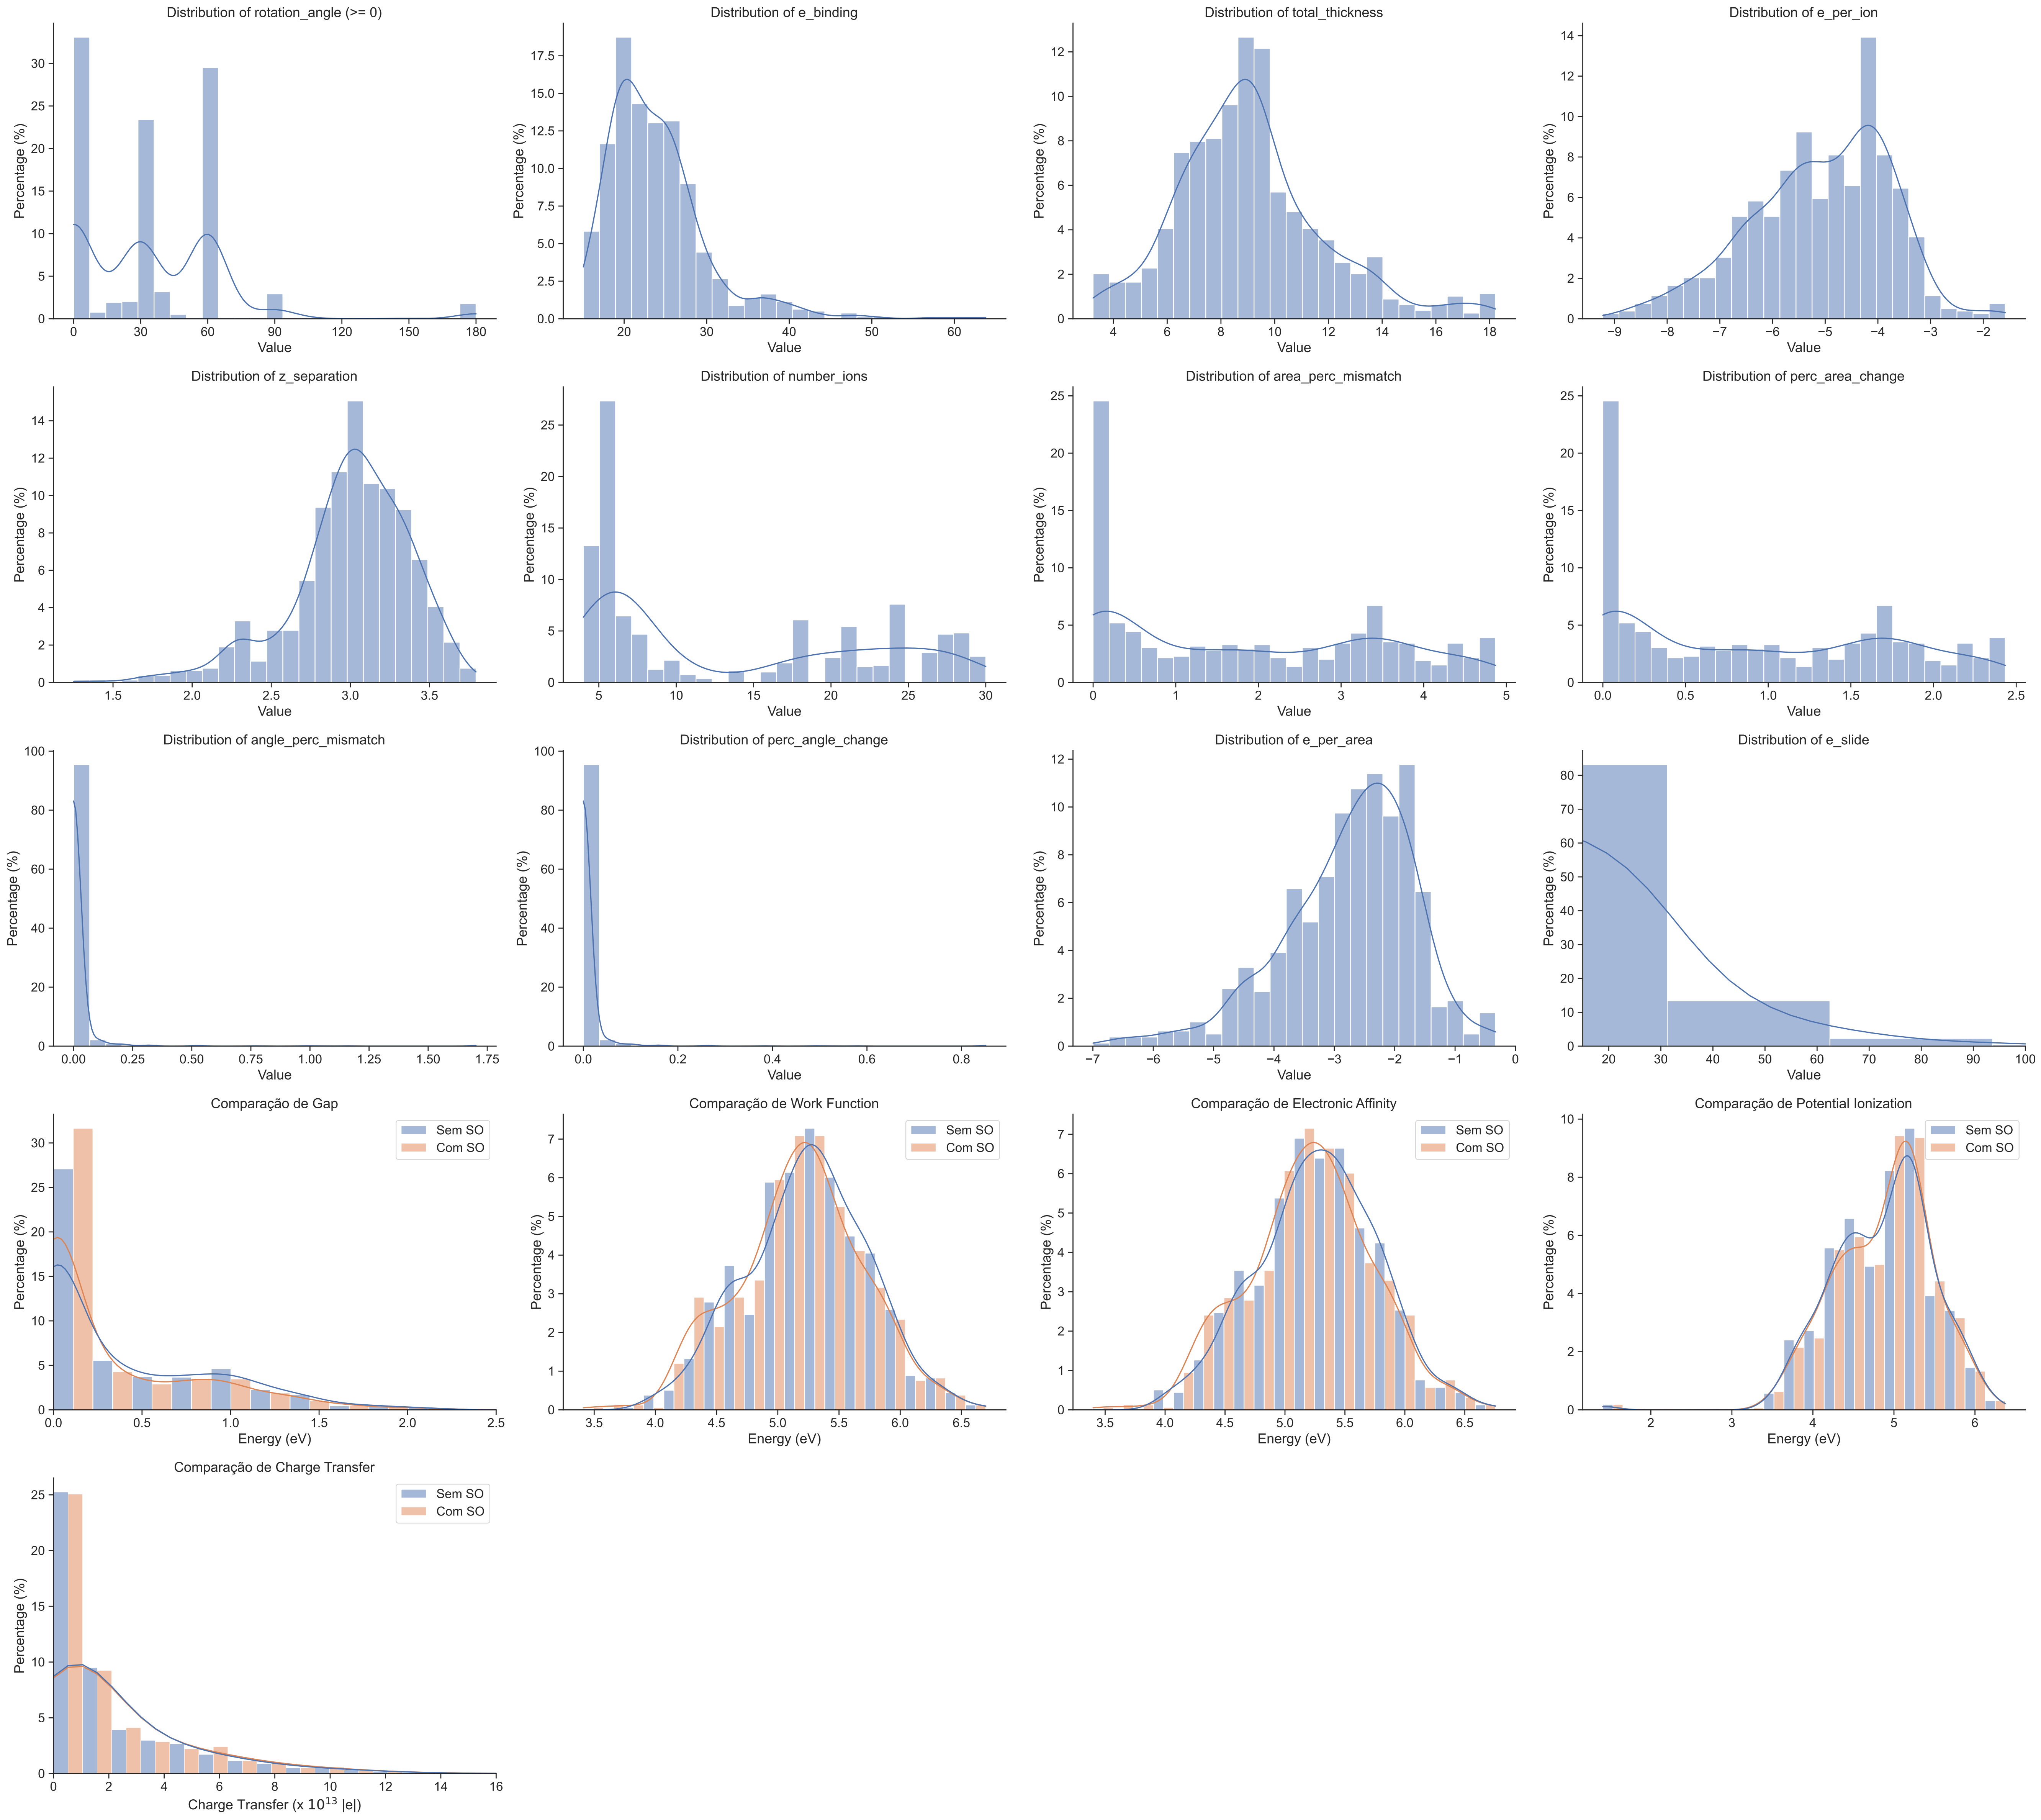 Distribution of rotation_angle (>= 0)
Percentage (%)
30
25
20
15
10
5
0
0 30 60 90 120 150 180
Value
Distribution of e_binding
Percentage (%)
17.5
15.0
12.5
10.0
7.5
5.0
2.5
0.0
20 30 40 50 60
Value
Distribution of total_thickness
Percentage (%)
12
10
8
6
4
2
0
4 6 8 10 12 14 16 18
Value
Distribution of e_per_ion
Percentage (%)
14
12
10
8
6
4
2
0
−9 −8 −7 −6 −5 −4 −3 −2
Value
Distribution of z_separation
Percentage (%)
14
12
10
8
6
4
2
0
1.5 2.0 2.5 3.0 3.5
Value
Distribution of number_ions
Percentage (%)
25
20
15
10
5
0
5 10 15 20 25 30
Value
Distribution of area_perc_mismatch
Percentage (%)
25
20
15
10
5
0
0 1 2 3 4 5
Value
Distribution of perc_area_change
Percentage (%)
25
20
15
10
5
0
0.0 0.5 1.0 1.5 2.0 2.5
Value
Distribution of angle_perc_mismatch
Percentage (%)
100
80
60
40
20
0
0.00 0.25 0.50 0.75 1.00 1.25 1.50 1.75
Value
Distribution of perc_angle_change
Percentage (%)
100
80
60
40
20
0
0.0 0.2 0.4 0.6 0.8
Value
Distribution of e_per_area
Percentage (%)
12
10
8
6
4
2
0
−7 −6 −5 −4 −3 −2 −1 0
Value
Distribution of e_slide
Percentage (%)
80
70
60
50
40
30
20
10
0
20 30 40 50 60 70 80 90 100
Value
Comparação de Gap
Sem SO
Com SO
Percentage (%)
30
25
20
15
10
5
0
0.0 0.5 1.0 1.5 2.0 2.5
Energy (eV)
Comparação de Work Function
Sem SO
Com SO
Percentage (%)
7
6
5
4
3
2
1
0
3.5 4.0 4.5 5.0 5.5 6.0 6.5
Energy (eV)
Comparação de Electronic Affinity
Sem SO
Com SO
Percentage (%)
7
6
5
4
3
2
1
0
3.5 4.0 4.5 5.0 5.5 6.0 6.5
Energy (eV)
Comparação de Potential Ionization
Sem SO
Com SO
Percentage (%)
10
8
6
4
2
0
2 3 4 5 6
Energy (eV)
Comparação de Charge Transfer
Sem SO
Com SO
Percentage (%)
25
20
15
10
5
0
0 2 4 6 8 10 12 14 16
Charge Transfer (x 10¹³ |e|)